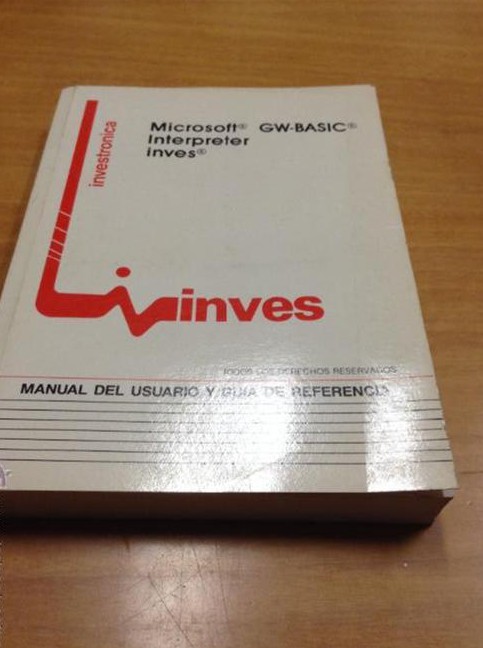 investronica
Microsoft® GW-BASIC®
Interpreter
inves®
inves
TODOS LOS DERECHOS RESERVADOS
MANUAL DEL USUARIO Y GUIA DE REFERENCIA